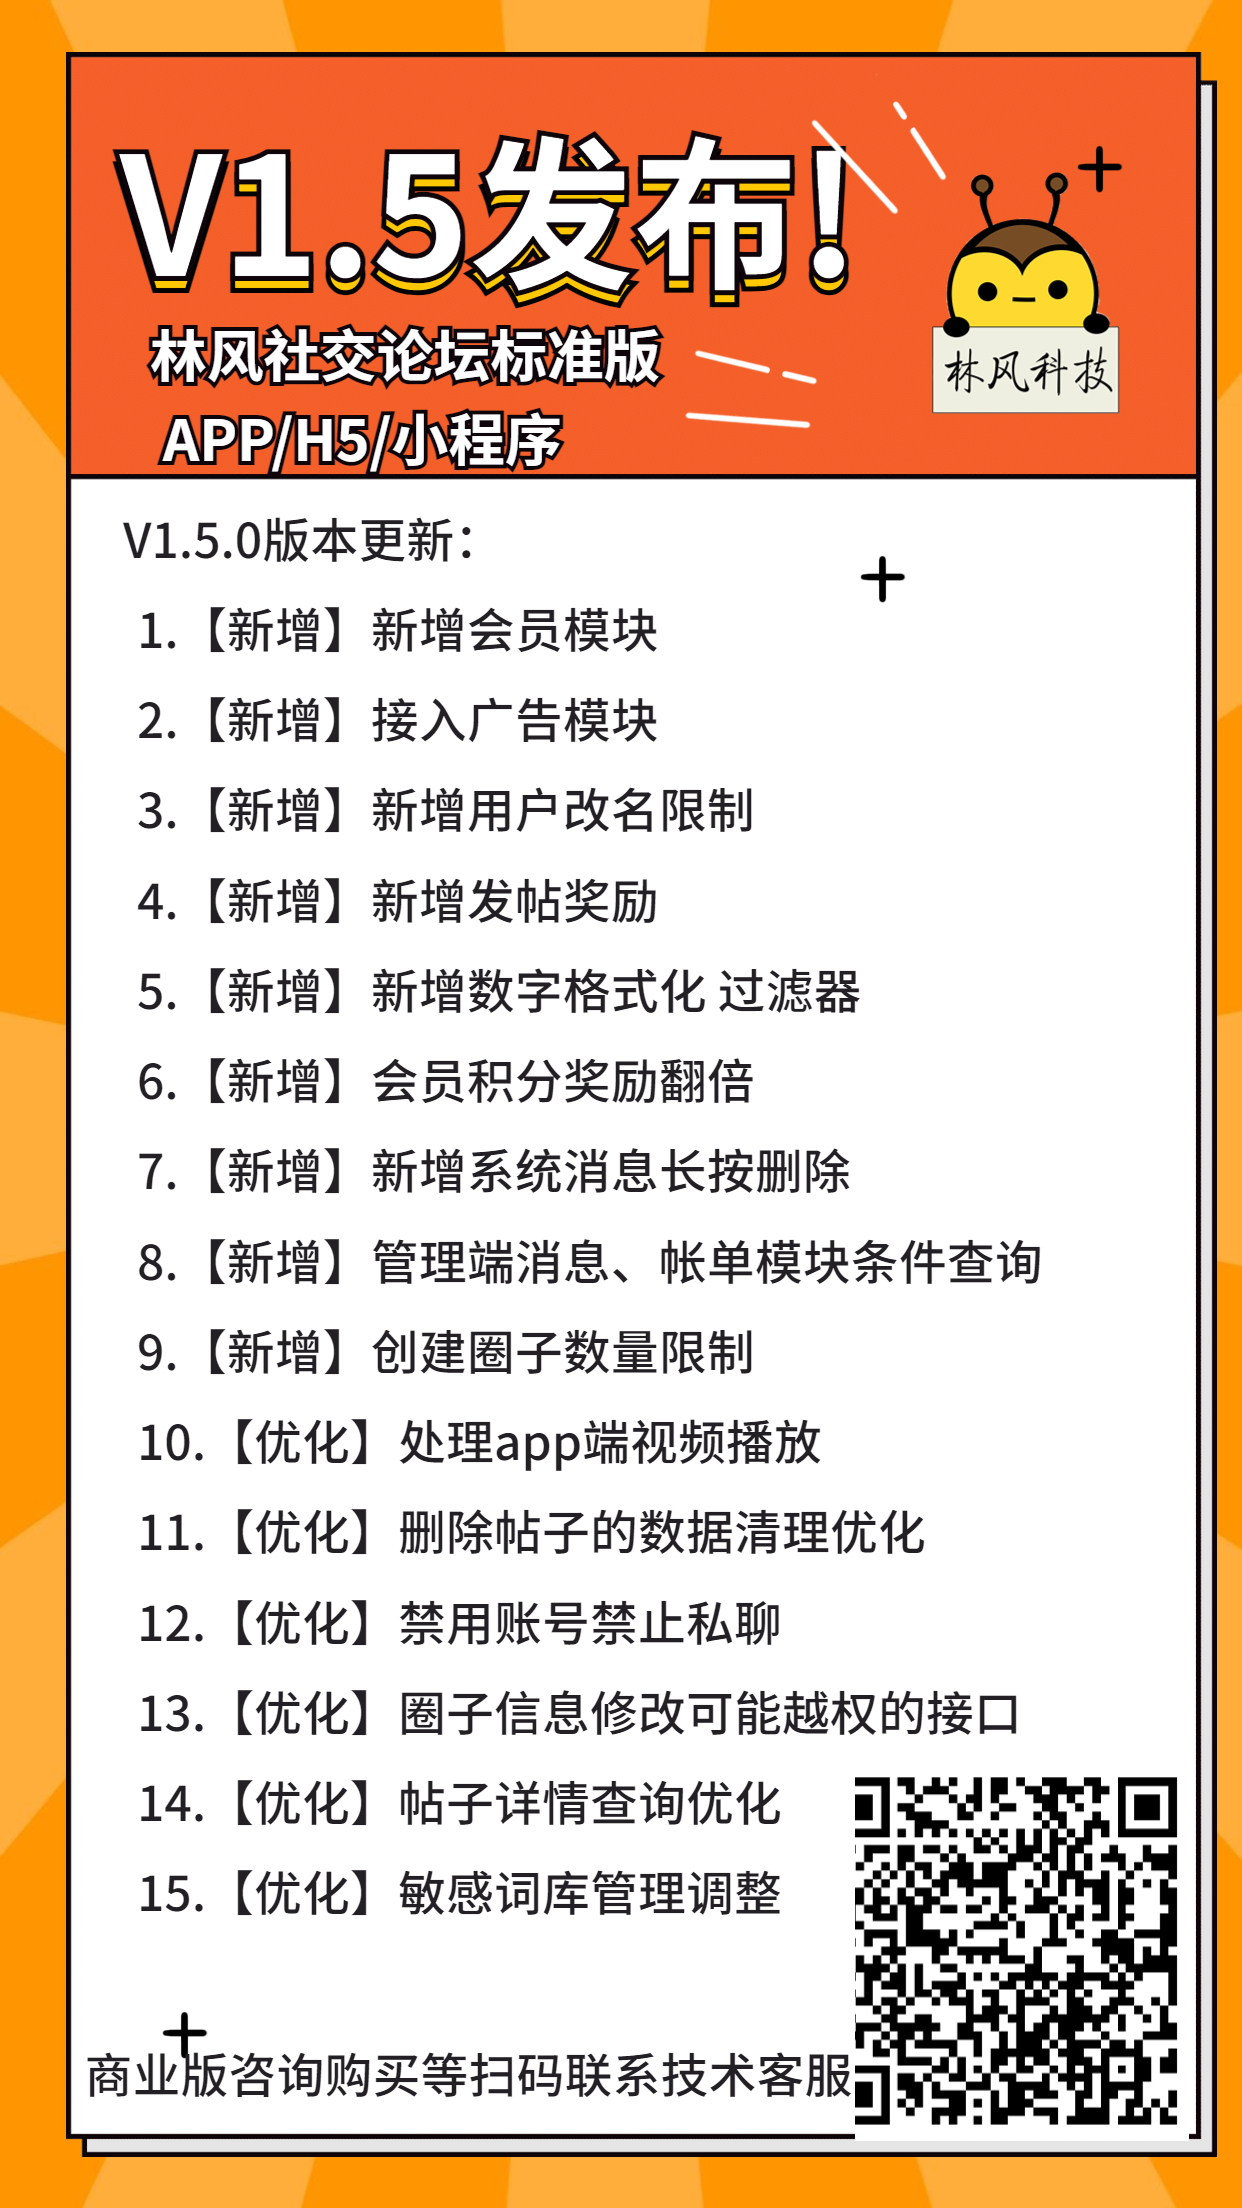 V1.5发布!
林风社交论坛标准版
APP/H5/小程序
林风科技
V1.5.0版本更新：
1.【新增】新增会员模块
2.【新增】接入广告模块
3.【新增】新增用户改名限制
4.【新增】新增发帖奖励
5.【新增】新增数字格式化 过滤器
6.【新增】会员积分奖励翻倍
7.【新增】新增系统消息长按删除
8.【新增】管理端消息、帐单模块条件查询
9.【新增】创建圈子数量限制
10.【优化】处理app端视频播放
11.【优化】删除帖子的数据清理优化
12.【优化】禁用账号禁止私聊
13.【优化】圈子信息修改可能越权的接口
14.【优化】帖子详情查询优化
15.【优化】敏感词库管理调整
商业版咨询购买等扫码联系技术客服